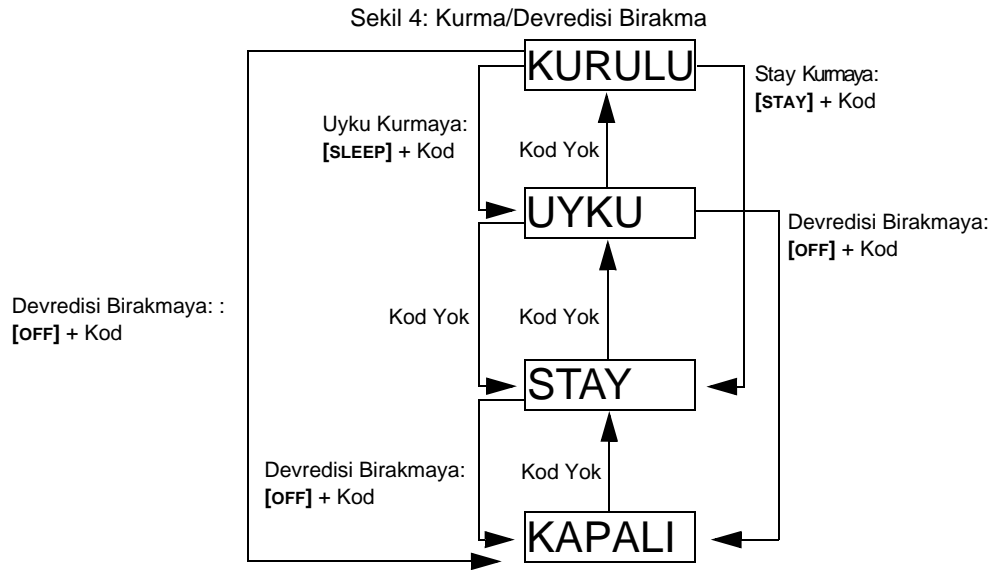 Sekil 4: Kurma/Devredisi Birakma
KURULU
Stay Kurmaya:
[STAY] + Kod
Uyku Kurmaya:
[SLEEP] + Kod
Kod Yok
UYKU
Devredisi Birakmaya:
[OFF] + Kod
Devredisi Birakmaya: :
[OFF] + Kod
Kod Yok
Kod Yok
STAY
Devredisi Birakmaya:
[OFF] + Kod
Kod Yok
KAPALI